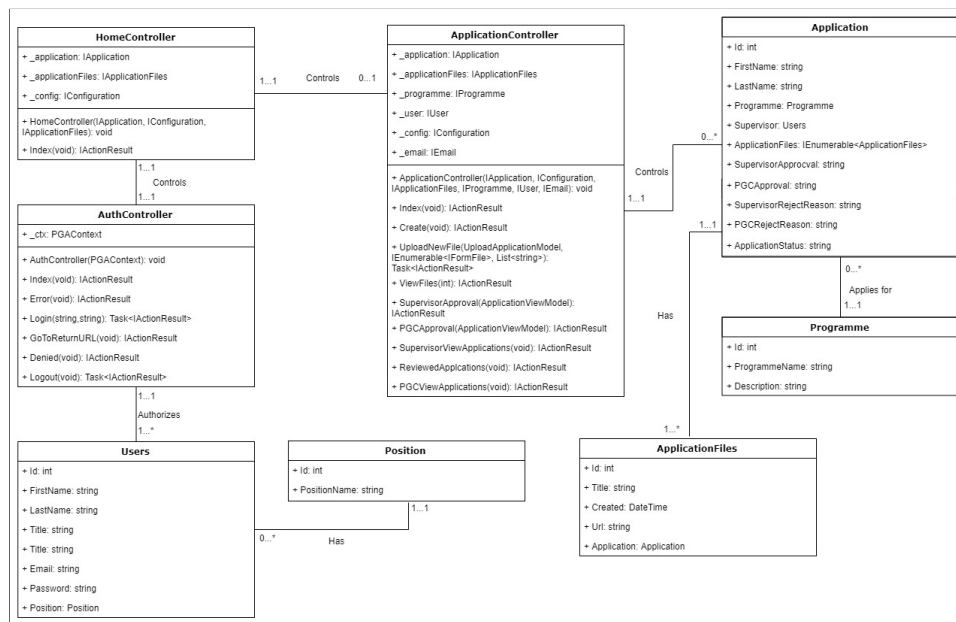 HomeController
+ _application: IApplication
+ _applicationFiles: IApplicationFiles
+ _config: IConfiguration
+ HomeController(IApplication, IConfiguration,
IApplicationFiles): void
+ Index(void): IActionResult
1...1
Controls
0...1
ApplicationController
+ _application: IApplication
+ _applicationFiles: IApplicationFiles
+ _programme: IProgramme
+ _user: IUser
+ _config: IConfiguration
+ _email: IEmail
+ ApplicationController(IApplication, IConfiguration,
IApplicationFiles, IProgramme, IUser, IEmail): void
+ Index(void): IActionResult
+ Create(void): IActionResult
+ UploadNewFile(UploadApplicationModel,
IEnumerable<IFormFile>, List<string>):
Task<IActionResult>
+ ViewFiles(int): IActionResult
+ SupervisorApproval(ApplicationViewModel):
IActionResult
+ PGCApproval(ApplicationViewModel): IActionResult
+ SupervisorViewApplications(void): IActionResult
+ ReviewedApplcations(void): IActionResult
+ PGCViewApplications(void): IActionResult
0...*
Controls
1...1
Application
+ Id: int
+ FirstName: string
+ LastName: string
+ Programme: Programme
+ Supervisor: Users
+ ApplicationFiles: IEnumerable<ApplicationFiles>
+ SupervisorApprocval: string
+ PGCApproval: string
+ SupervisorRejectReason: string
+ PGCRejectReason: string
+ ApplicationStatus: string
1...1
Has
1...*
0...*
Applies for
1...1
Programme
+ Id: int
+ ProgrammeName: string
+ Description: string
1...1
Controls
1...1
AuthController
+ _ctx: PGAContext
+ AuthController(PGAContext): void
+ Index(void): IActionResult
+ Error(void): IActionResult
+ Login(string,string): Task<IActionResult>
+ GoToReturnURL(void): IActionResult
+ Denied(void): IActionResult
+ Logout(void): Task<IActionResult>
1...1
Authorizes
1...*
Users
+ Id: int
+ FirstName: string
+ LastName: string
+ Title: string
+ Title: string
+ Email: string
+ Password: string
+ Position: Position
0...*
Has
1...1
Position
+ Id: int
+ PositionName: string
ApplicationFiles
+ Id: int
+ Title: string
+ Created: DateTime
+ Url: string
+ Application: Application